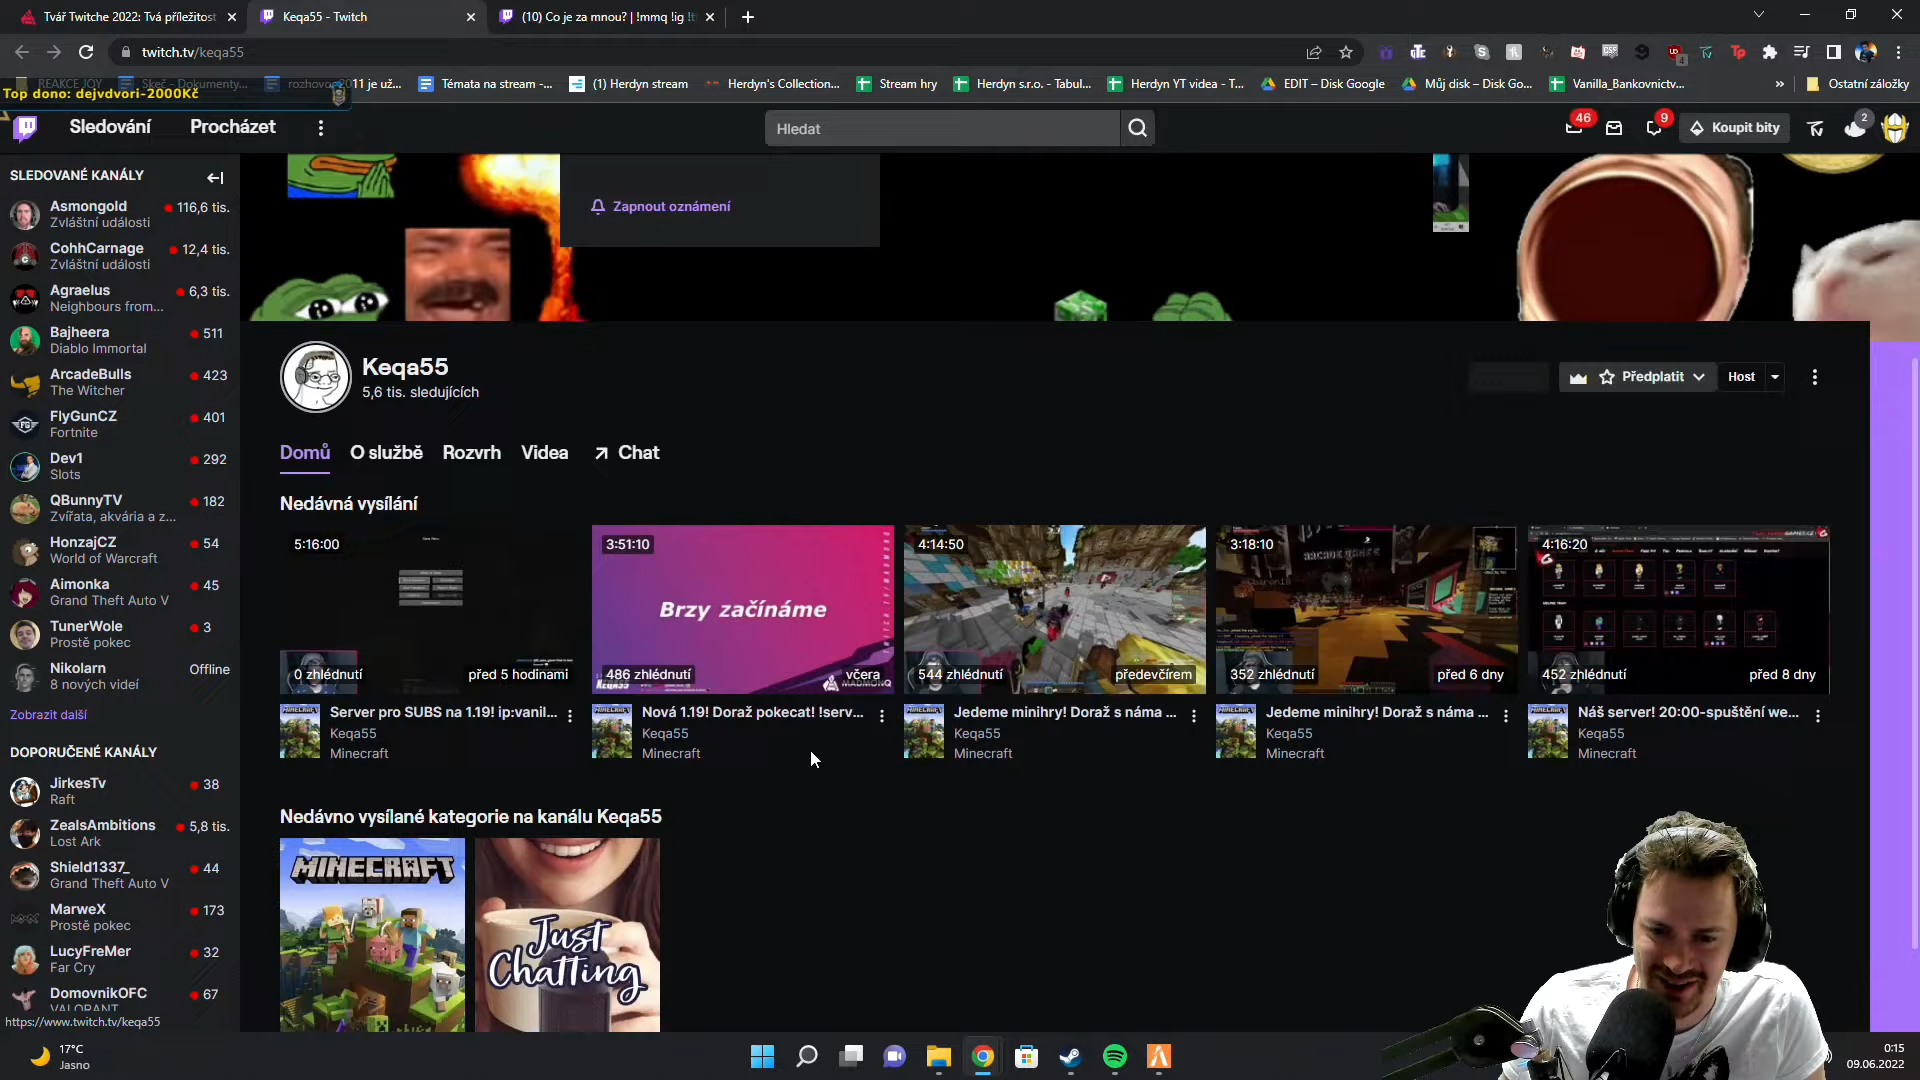 Tvář Twitche 2022: Tvá příležitost
Keqa55 - Twitch
(10) Co je za mnou? | !mmq !ig !t
twitch.tv/keqa55
REAKCE JOY
Skeč - Dokumenty...
rozhovor2011 je už...
Témata na stream -...
(1) Herdyn stream
Herdyn's Collection...
Stream hry
Herdyn s.r.o. - Tabul...
Herdyn YT videa - T...
EDIT – Disk Google
Můj disk – Disk Go...
Vanilla_Bankovnictv...
»
Ostatní záložky
Top dono: dejvdvori-2000Kč
Sledování
Procházet
Hledat
46
9
Koupit bity
2
SLEDOVANÉ KANÁLY
Asmongold
116,6 tis.
Zvláštní události
CohhCarnage
12,4 tis.
Zvláštní události
Agraelus
6,3 tis.
Neighbours from...
Bajheera
511
Diablo Immortal
ArcadeBulls
423
The Witcher
FlyGunCZ
401
Fortnite
Dev1
292
Slots
QBunnyTV
182
Zvířata, akvária a z...
HonzajCZ
54
World of Warcraft
Aimonka
45
Grand Theft Auto V
TunerWole
3
Prostě pokec
Nikolarn
Offline
8 nových videí
Zobrazit další
DOPORUČENÉ KANÁLY
JirkesTv
38
Raft
ZealsAmbitions
5,8 tis.
Lost Ark
Shield1337_
44
Grand Theft Auto V
MarweX
173
Prostě pokec
LucyFreMer
32
Far Cry
DomovnikOFC
67
VALORANT
https://www.twitch.tv/keqa55
Zapnout oznámení
Keqa55
5,6 tis. sledujících
Předplatit
Host
Domů
O službě
Rozvrh
Videa
Chat
Nedávná vysílání
5:16:00
0 zhlédnutí
před 5 hodinami
Server pro SUBS na 1.19! ip:vanil...
Keqa55
Minecraft
3:51:10
Brzy začínáme
486 zhlédnutí
včera
MADMONQ
Nová 1.19! Doraž pokecat! !serv...
Keqa55
Minecraft
4:14:50
544 zhlédnutí
předevčírem
Jedeme minihry! Doraž s náma ...
Keqa55
Minecraft
3:18:10
ARCADE GAMES
352 zhlédnutí
před 6 dny
Jedeme minihry! Doraž s náma ...
Keqa55
Minecraft
4:16:20
452 zhlédnutí
před 8 dny
Náš server! 20:00-spuštění we...
Keqa55
Minecraft
Nedávno vysílané kategorie na kanálu Keqa55
MINECRAFT
Just
Chatting
17°C
Jasno
0:15
09.06.2022